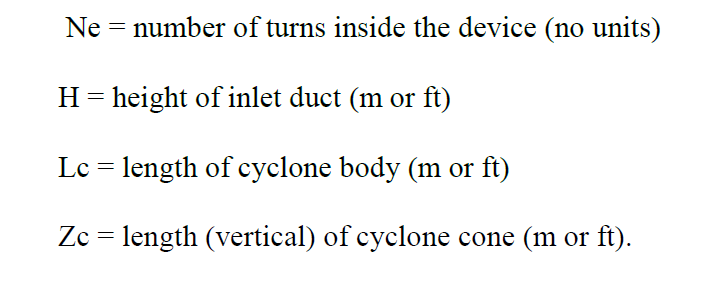 Ne = number of turns inside the device (no units)
H = height of inlet duct (m or ft)
Lc = length of cyclone body (m or ft)
Zc = length (vertical) of cyclone cone (m or ft).